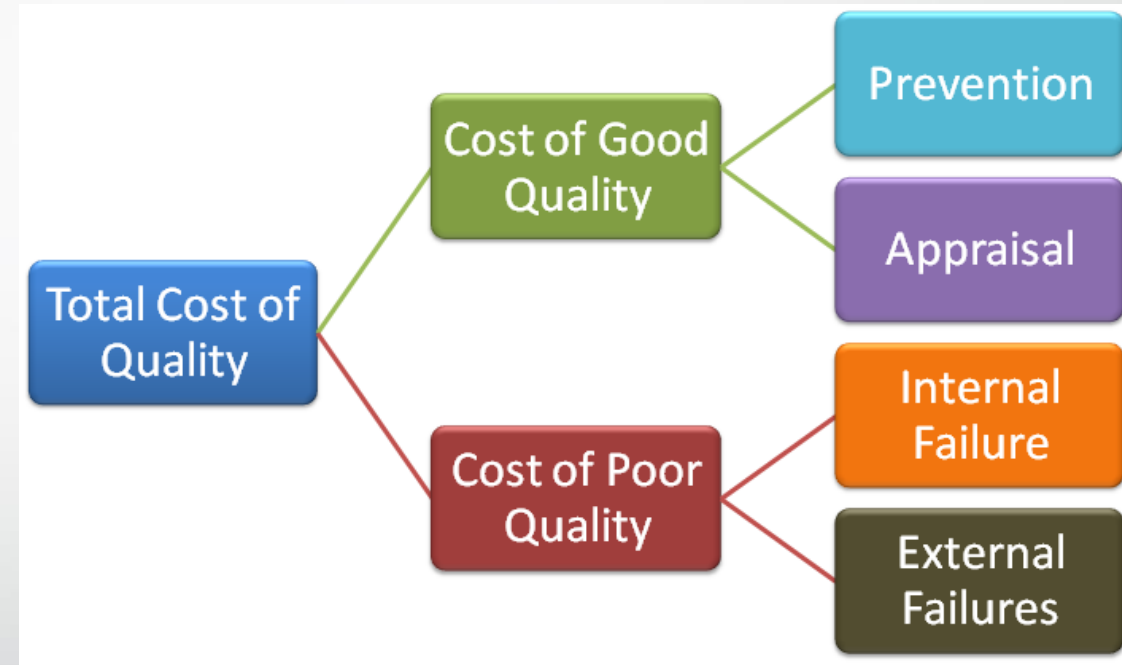 Total Cost of
Quality
Cost of Good
Quality
Prevention
Appraisal
Cost of Poor
Quality
Internal
Failure
External
Failures